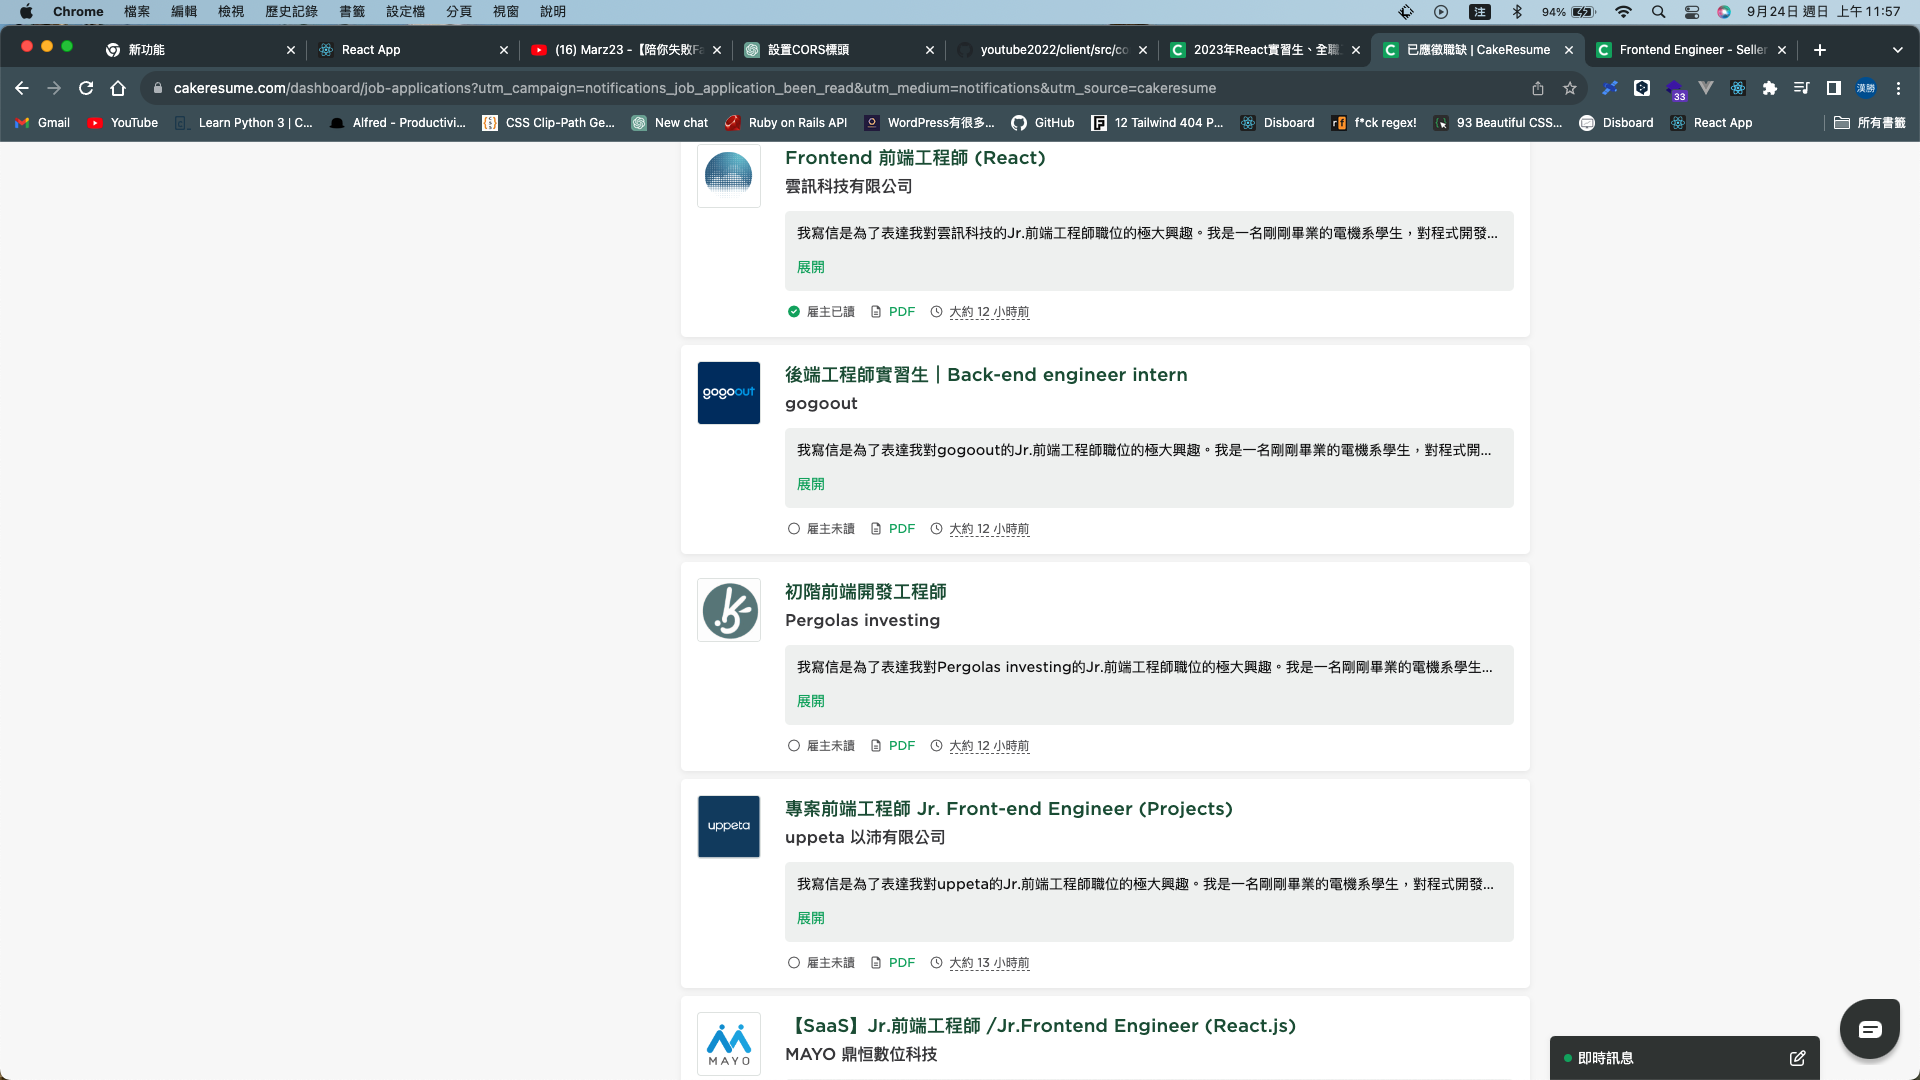 Chrome 檔案 編輯 檢視 歷史記錄 書籤 設定檔 分頁 視窗 說明 注 94% 9月24日 週日 上午 11:57
新功能 React App (16) Marz23 -【陪你失敗Fa 設置CORS標頭 youtube2022/client/src/co 2023年React實習生、全職 已應徵職缺 | CakeResume Frontend Engineer - Seller
cakeresume.com/dashboard/job-applications?utm_campaign=notifications_job_application_been_read&utm_medium=notifications&utm_source=cakeresume 33 漢勝
Gmail YouTube Learn Python 3 | C... Alfred - Productivi... CSS Clip-Path Ge... New chat Ruby on Rails API WordPress有很多... GitHub 12 Tailwind 404 P... Disboard f*ck regex! 93 Beautiful CSS... Disboard React App 所有書籤
Frontend 前端工程師 (React)
雲訊科技有限公司
我寫信是為了表達我對雲訊科技的Jr.前端工程師職位的極大興趣。我是一名剛剛畢業的電機系學生，對程式開發...
展開
雇主已讀 PDF 大約 12 小時前
gogoout
後端工程師實習生｜Back-end engineer intern
gogoout
我寫信是為了表達我對gogoout的Jr.前端工程師職位的極大興趣。我是一名剛剛畢業的電機系學生，對程式開...
展開
雇主未讀 PDF 大約 12 小時前
初階前端開發工程師
Pergolas investing
我寫信是為了表達我對Pergolas investing的Jr.前端工程師職位的極大興趣。我是一名剛剛畢業的電機系學生...
展開
雇主未讀 PDF 大約 12 小時前
uppeta
專案前端工程師 Jr. Front-end Engineer (Projects)
uppeta 以沛有限公司
我寫信是為了表達我對uppeta的Jr.前端工程師職位的極大興趣。我是一名剛剛畢業的電機系學生，對程式開發...
展開
雇主未讀 PDF 大約 13 小時前
MAYO
【SaaS】Jr.前端工程師 /Jr.Frontend Engineer (React.js)
MAYO 鼎恒數位科技
即時訊息